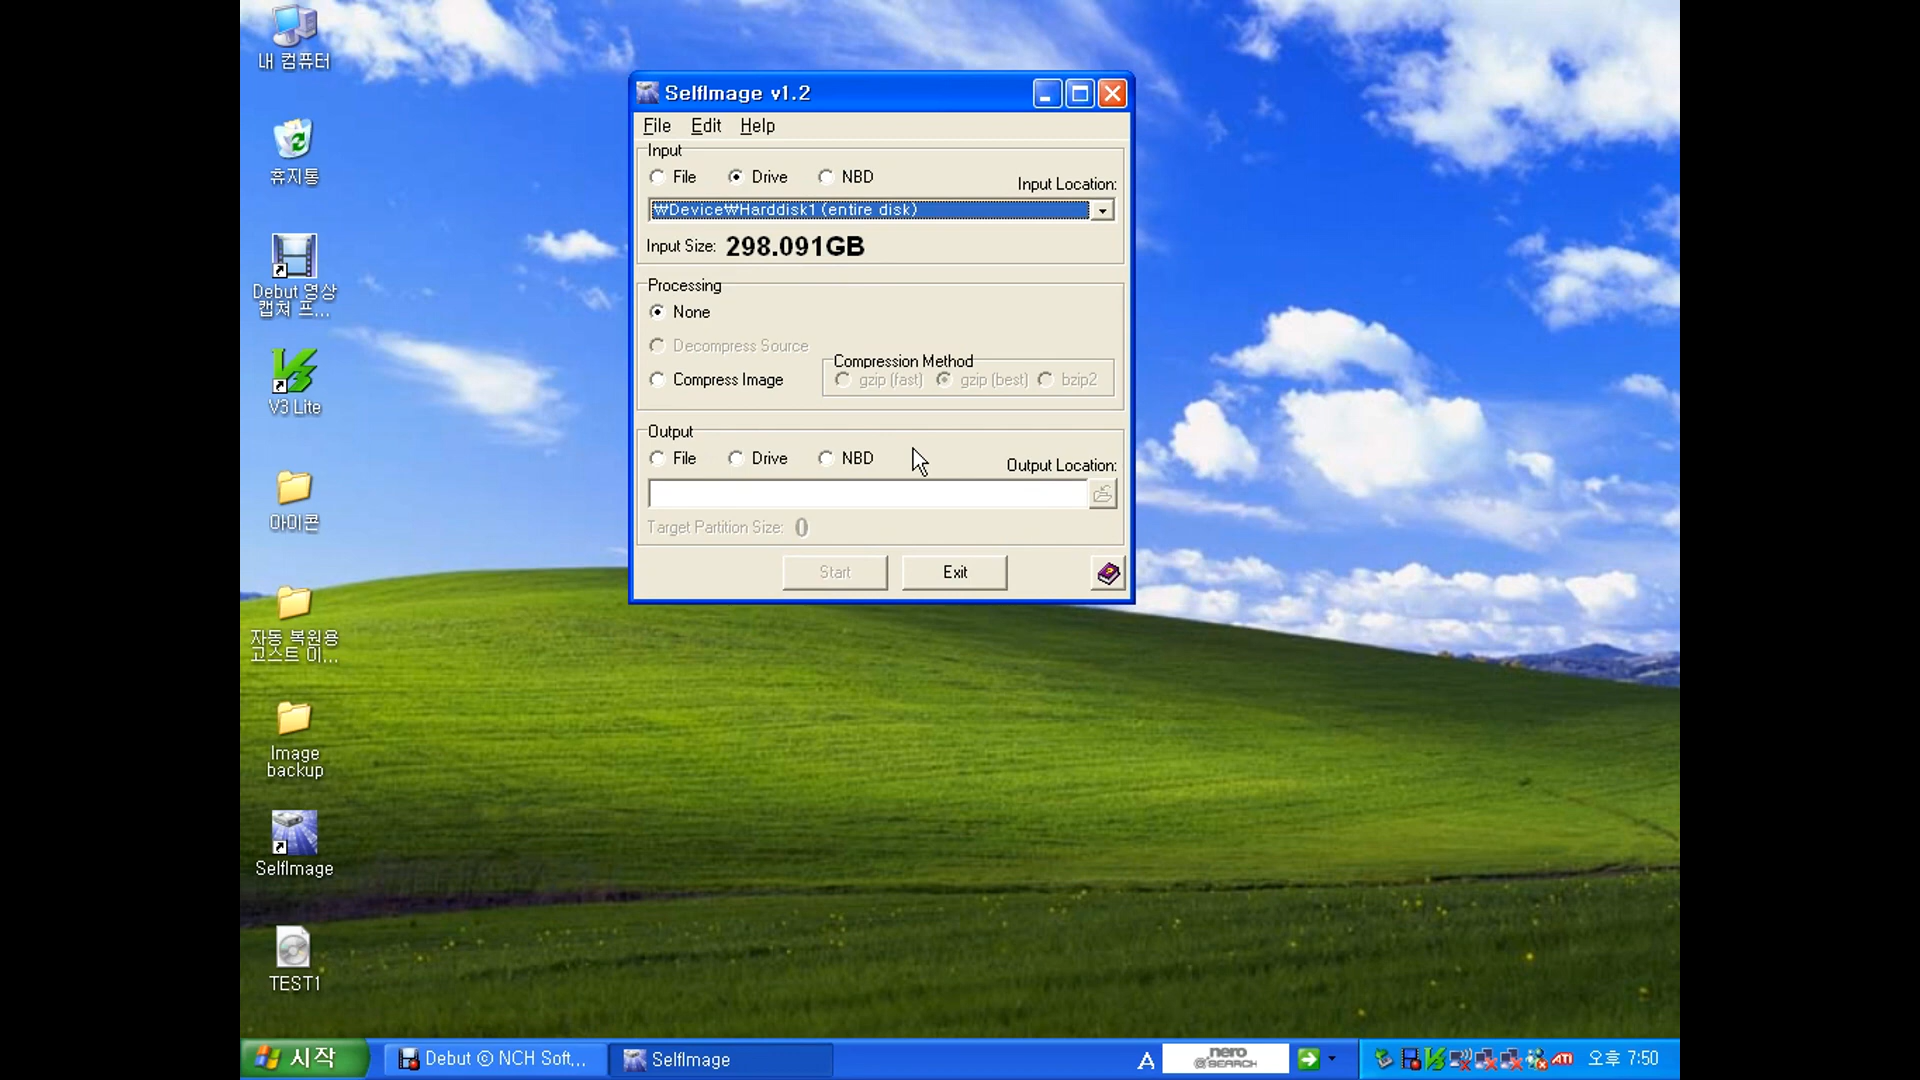 내 컴퓨터
휴지통
Debut 영상
캡쳐 프...
V3 Lite
아이콘
자동 복원용
고스트 이...
Image
backup
SelfImage
TEST1
SelfImage v1.2
File Edit Help
Input
File Drive NBD
Input Location:
₩Device₩Harddisk1 (entire disk)
Input Size: 298.091GB
Processing
None
Decompress Source
Compress Image
Compression Method
gzip (fast) gzip (best) bzip2
Output
File Drive NBD
Output Location:
Target Partition Size: 0
Start Exit
시작
Debut © NCH Soft...
SelfImage
A
nero
@SEARCH
ATI
오후 7:50